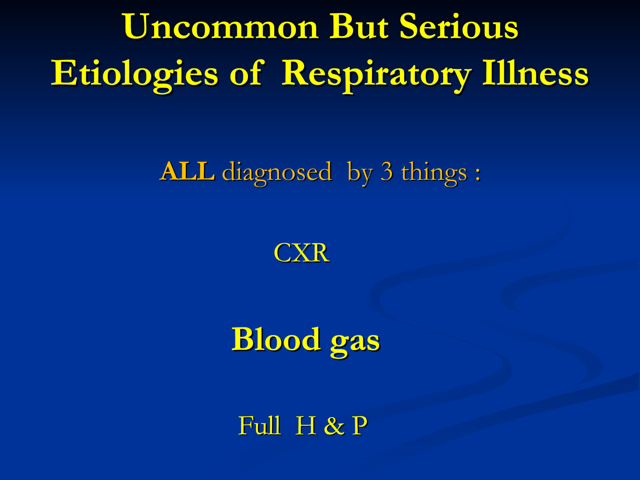 Uncommon But Serious
Etiologies of Respiratory Illness
ALL diagnosed by 3 things :
CXR
Blood gas
Full H & P